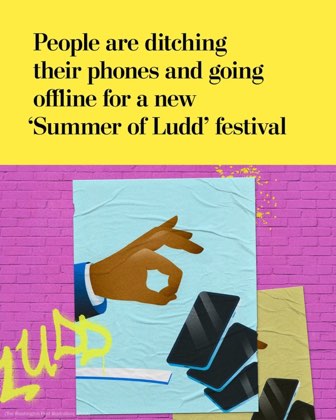 People are ditching
their phones and going
offline for a new
‘Summer of Ludd’ festival
LUDD